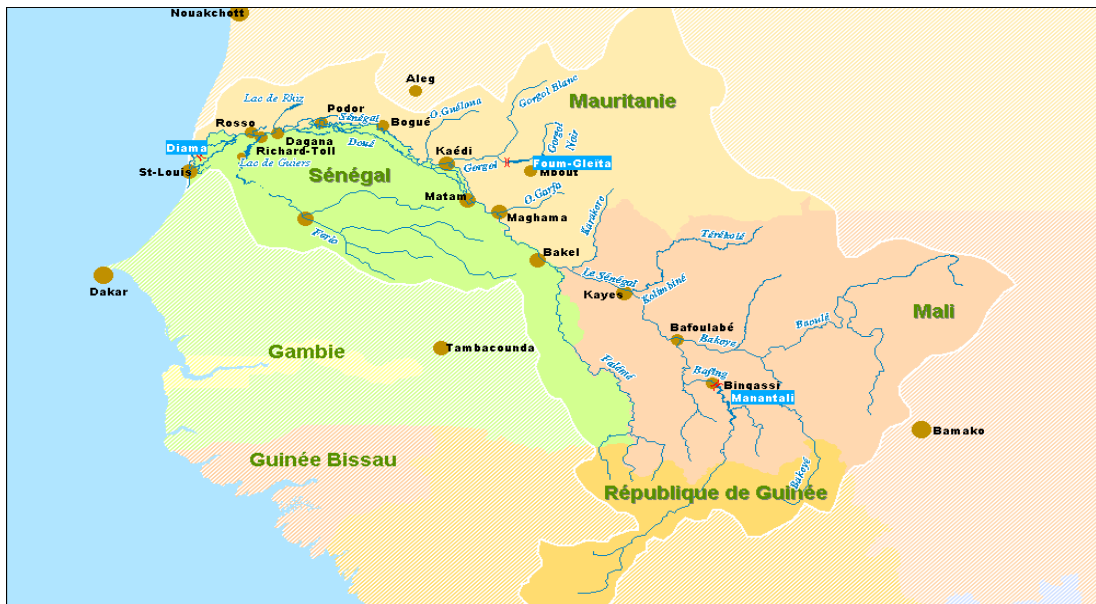 Nouakchott
Aleg
Gorgol Blanc
Mauritanie
Lac de Rhiz
Podor
O.Guélona
Rosso
Sénégal
Bogué
Gorgol
Noir
Diama
Dagana
Doué
Richard-Toll
Kaédi
Gorgol
Foum-Gleita
Lac de Guiers
Mbout
St-Louis
Sénégal
Matam
O.Garfa
Maghama
Karakoro
Ferlo
Térékolé
Bakel
Dakar
Le Sénégal
Kayes
Kolimbiné
Mali
Baoulé
Bafoulabé
Bakoye
Gambie
Tambacounda
Falémé
Bafing
Bingassi
Manantali
Bamako
Guinée Bissau
Bakoyé
République de Guinée